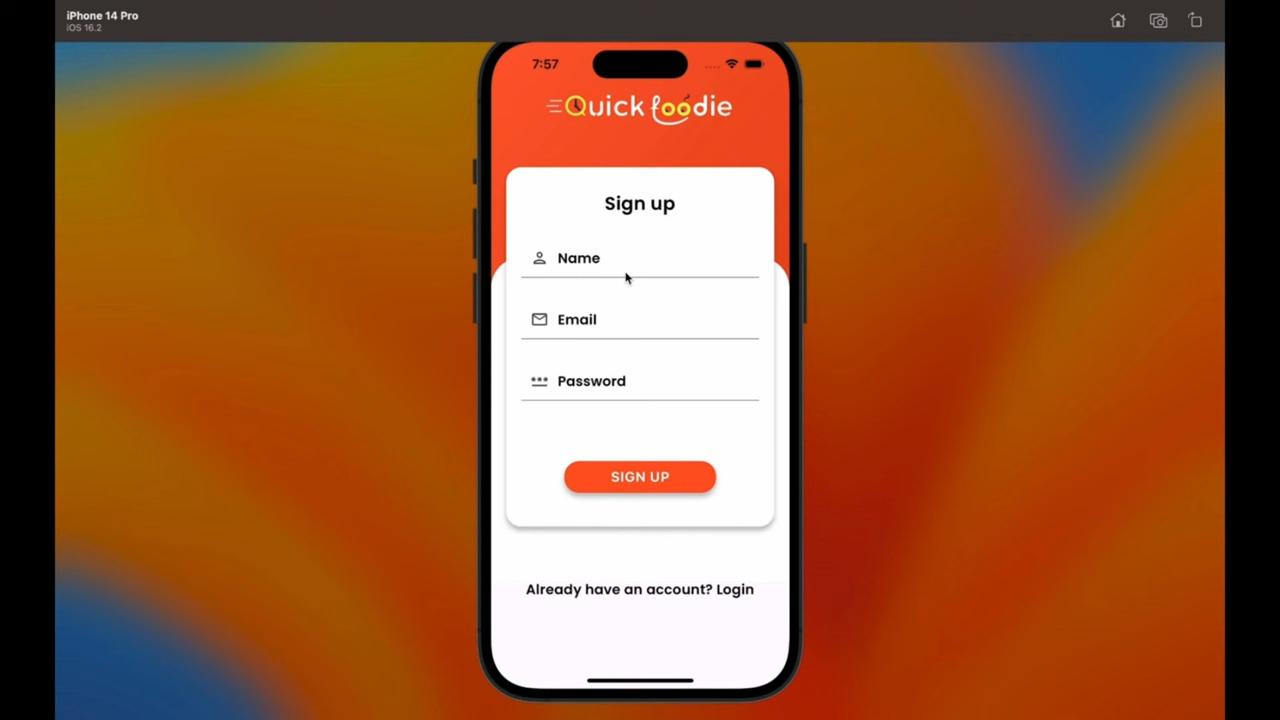 iPhone 14 Pro
iOS 16.2
7:57
Quick foodie
Sign up
Name
Email
Password
SIGN UP
Already have an account? Login